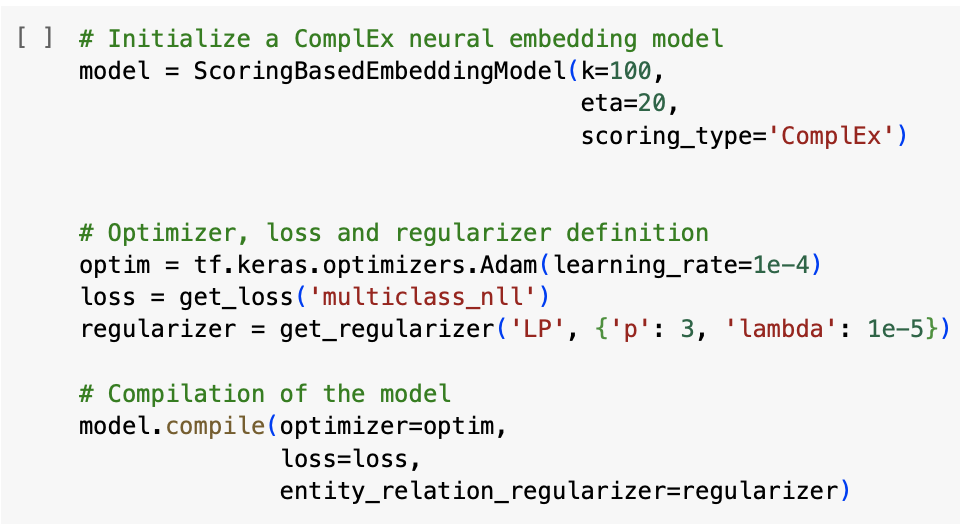 [ ] # Initialize a ComplEx neural embedding model
model = ScoringBasedEmbeddingModel(k=100,
eta=20,
scoring_type='ComplEx')
# Optimizer, loss and regularizer definition
optim = tf.keras.optimizers.Adam(learning_rate=1e-4)
loss = get_loss('multiclass_nll')
regularizer = get_regularizer('LP', {'p': 3, 'lambda': 1e-5})
# Compilation of the model
model.compile(optimizer=optim,
loss=loss,
entity_relation_regularizer=regularizer)